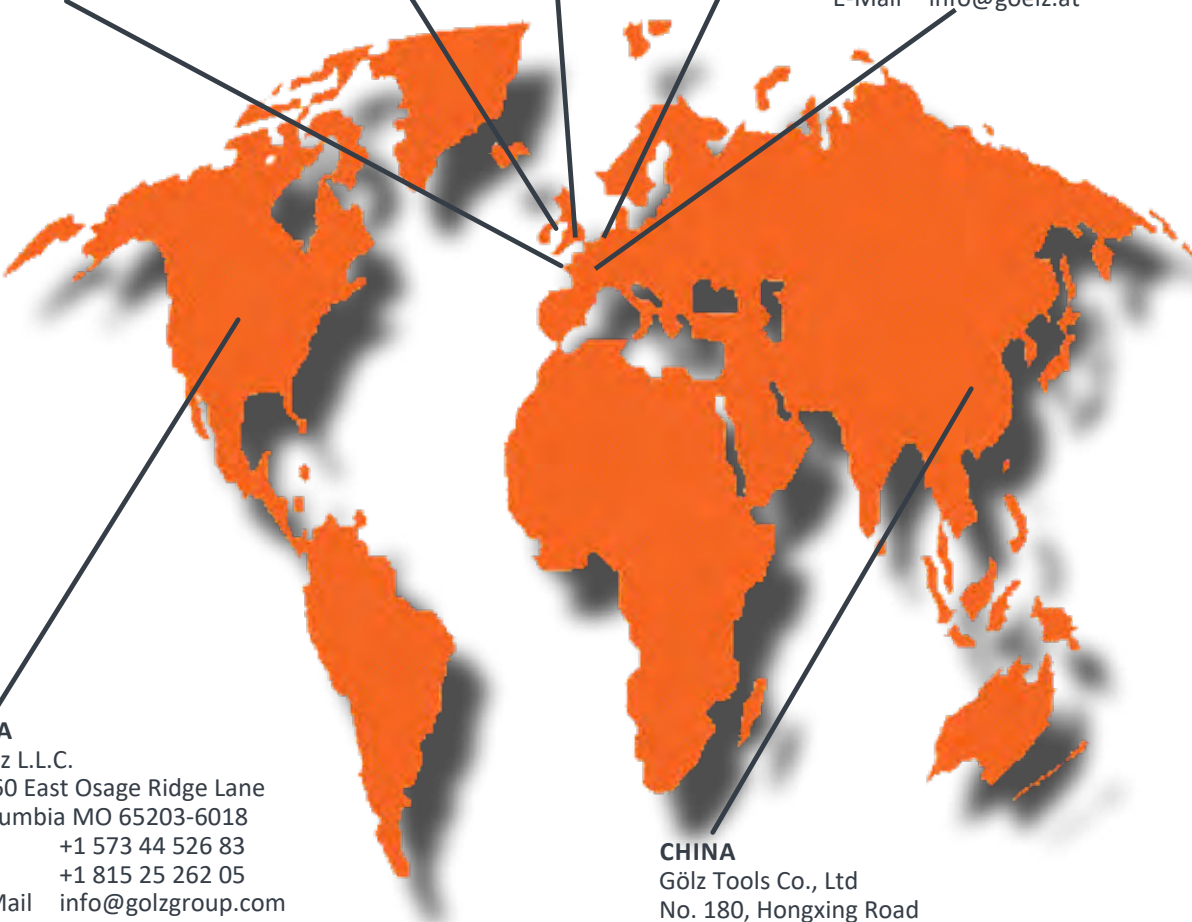 E-Mail info@goelz.at
A
z L.L.C.
60 East Osage Ridge Lane
umbia MO 65203-6018
+1 573 44 526 83
+1 815 25 262 05
Mail info@golzgroup.com
CHINA
Gölz Tools Co., Ltd
No. 180, Hongxing Road